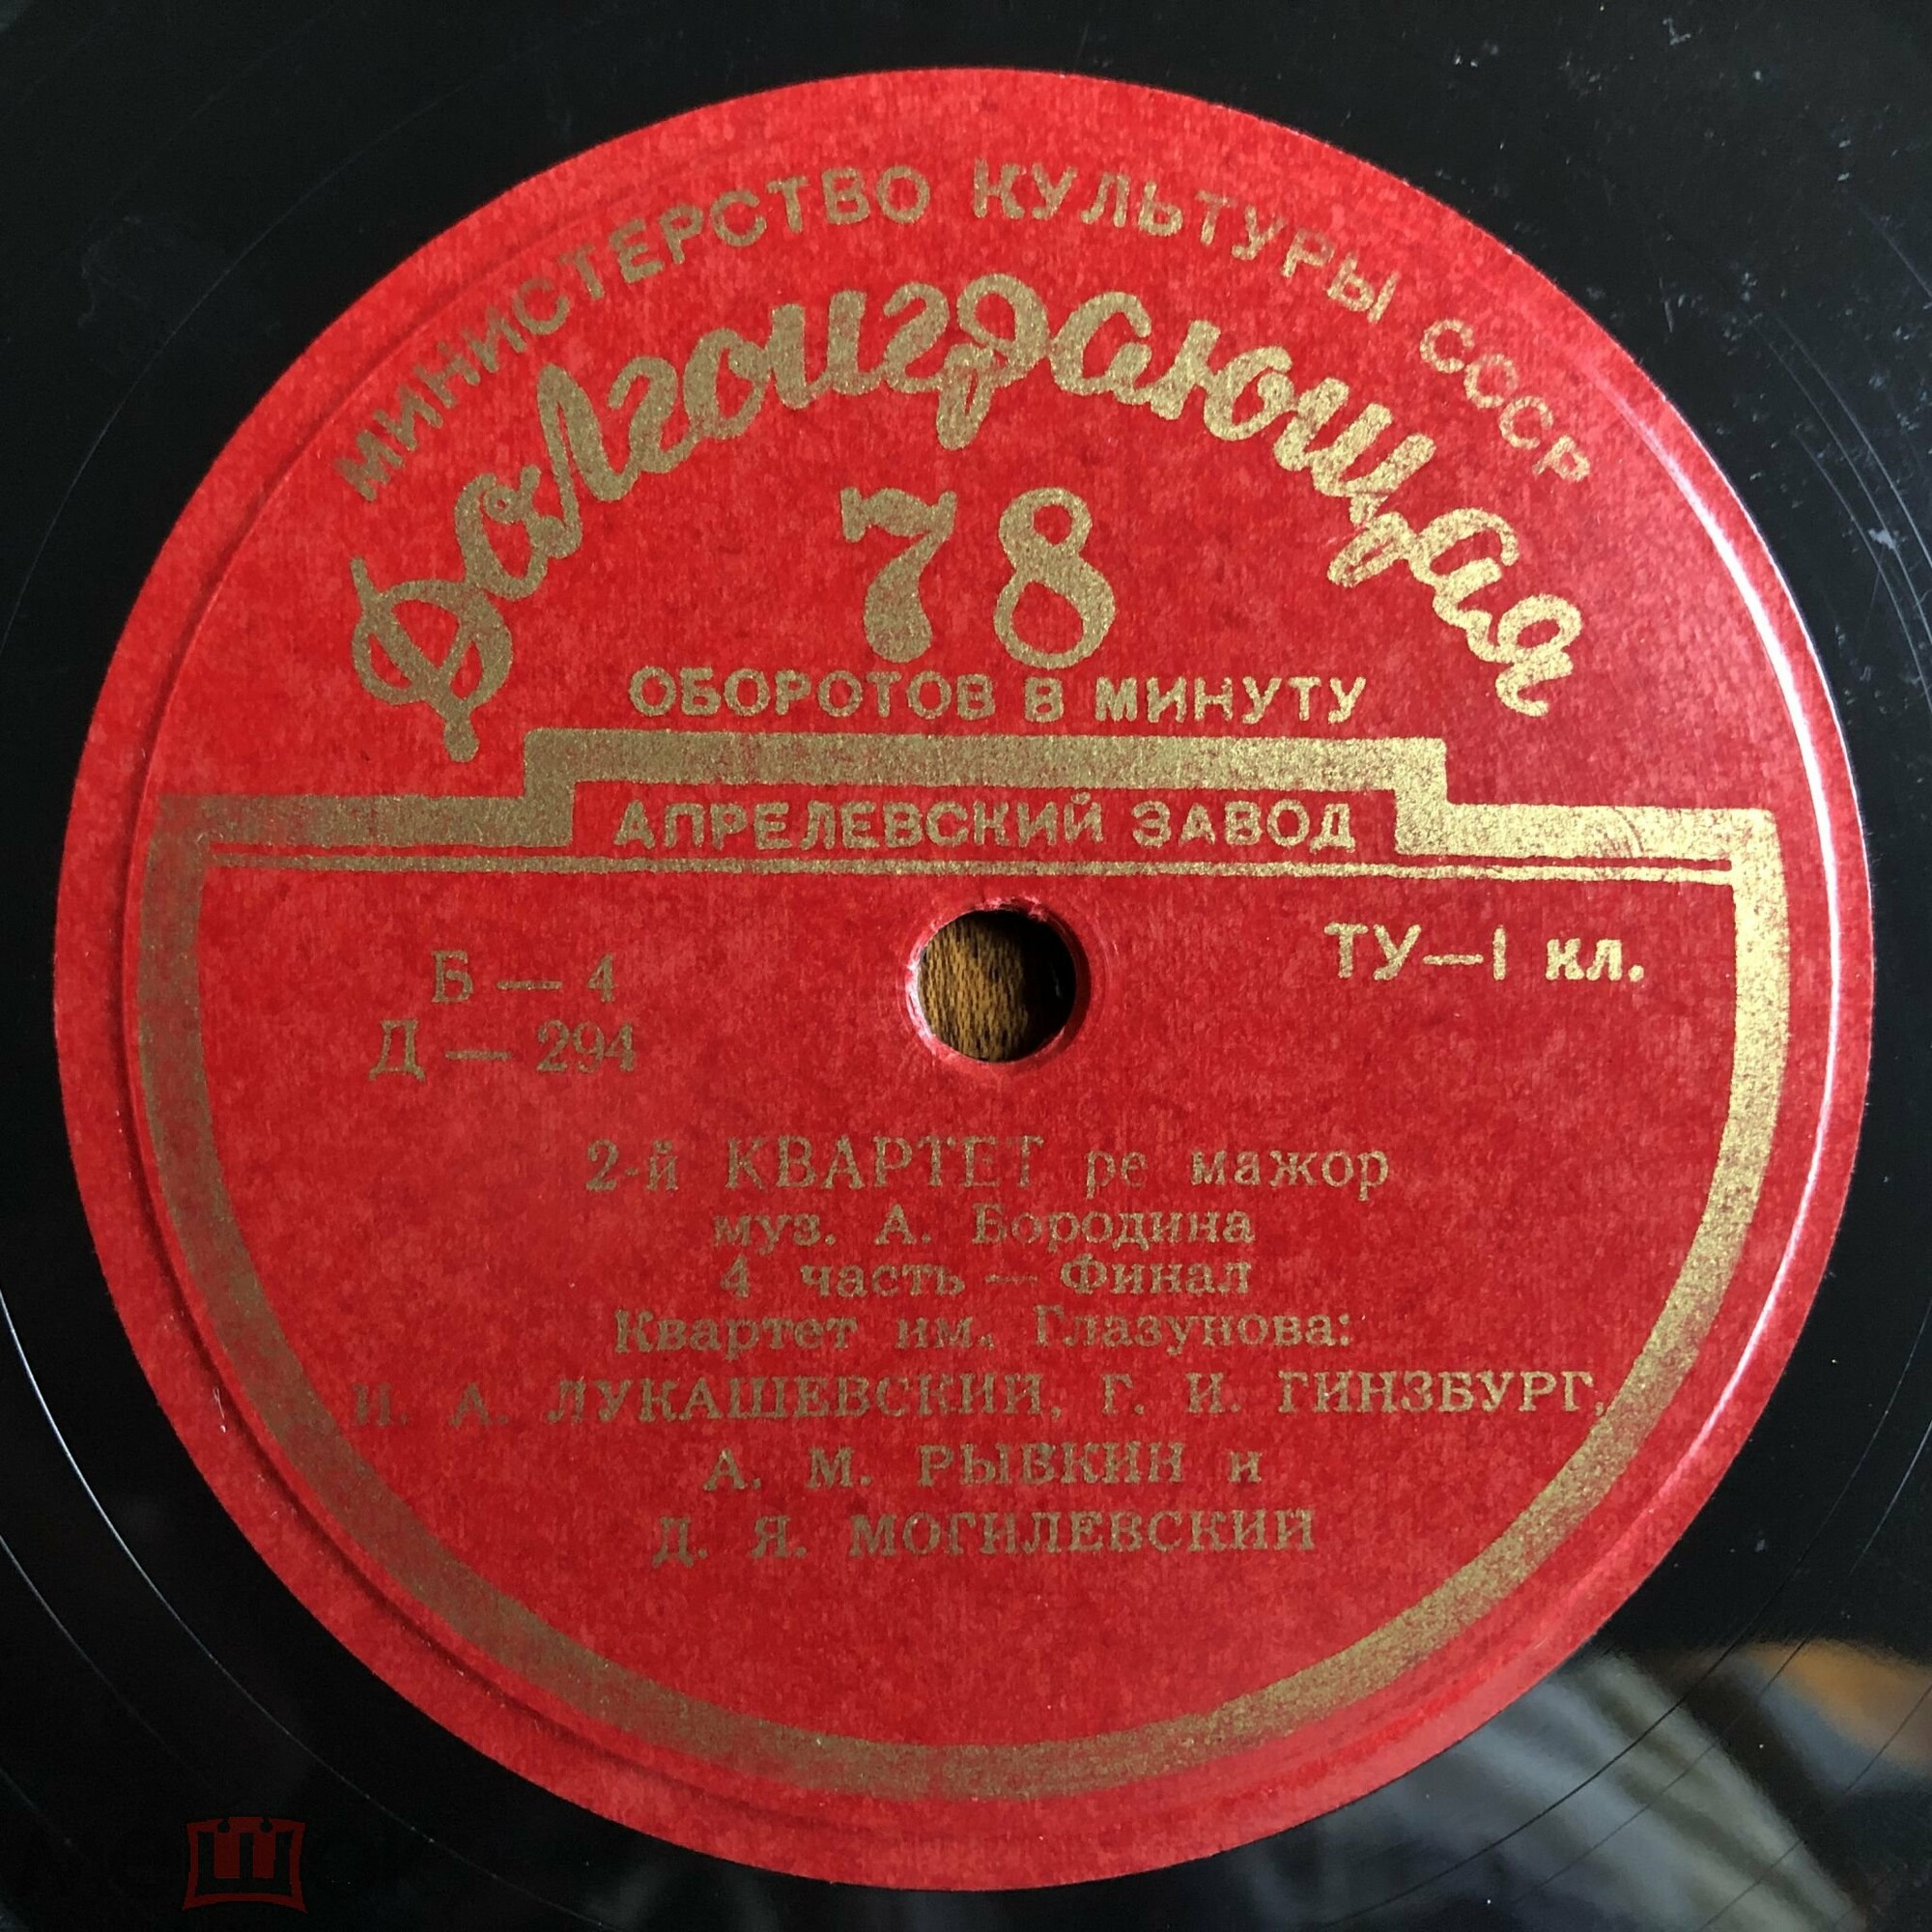 МИНИСТЕРСТВО КУЛЬТУРЫ СССР
Долгоиграющая
78
ОБОРОТОВ В МИНУТУ
АПРЕЛЕВСКИЙ ЗАВОД
ТУ—I кл.
Б — 4
Д — 294
2-й КВАРТЕТ ре мажор
муз. А. Бородина
4 часть — Финал
Квартет им. Глазунова:
И. А. ЛУКАШЕВСКИЙ, Г. И. ГИНЗБУРГ,
А. М. РЫВКИН и
Д. Я. МОГИЛЕВСКИЙ